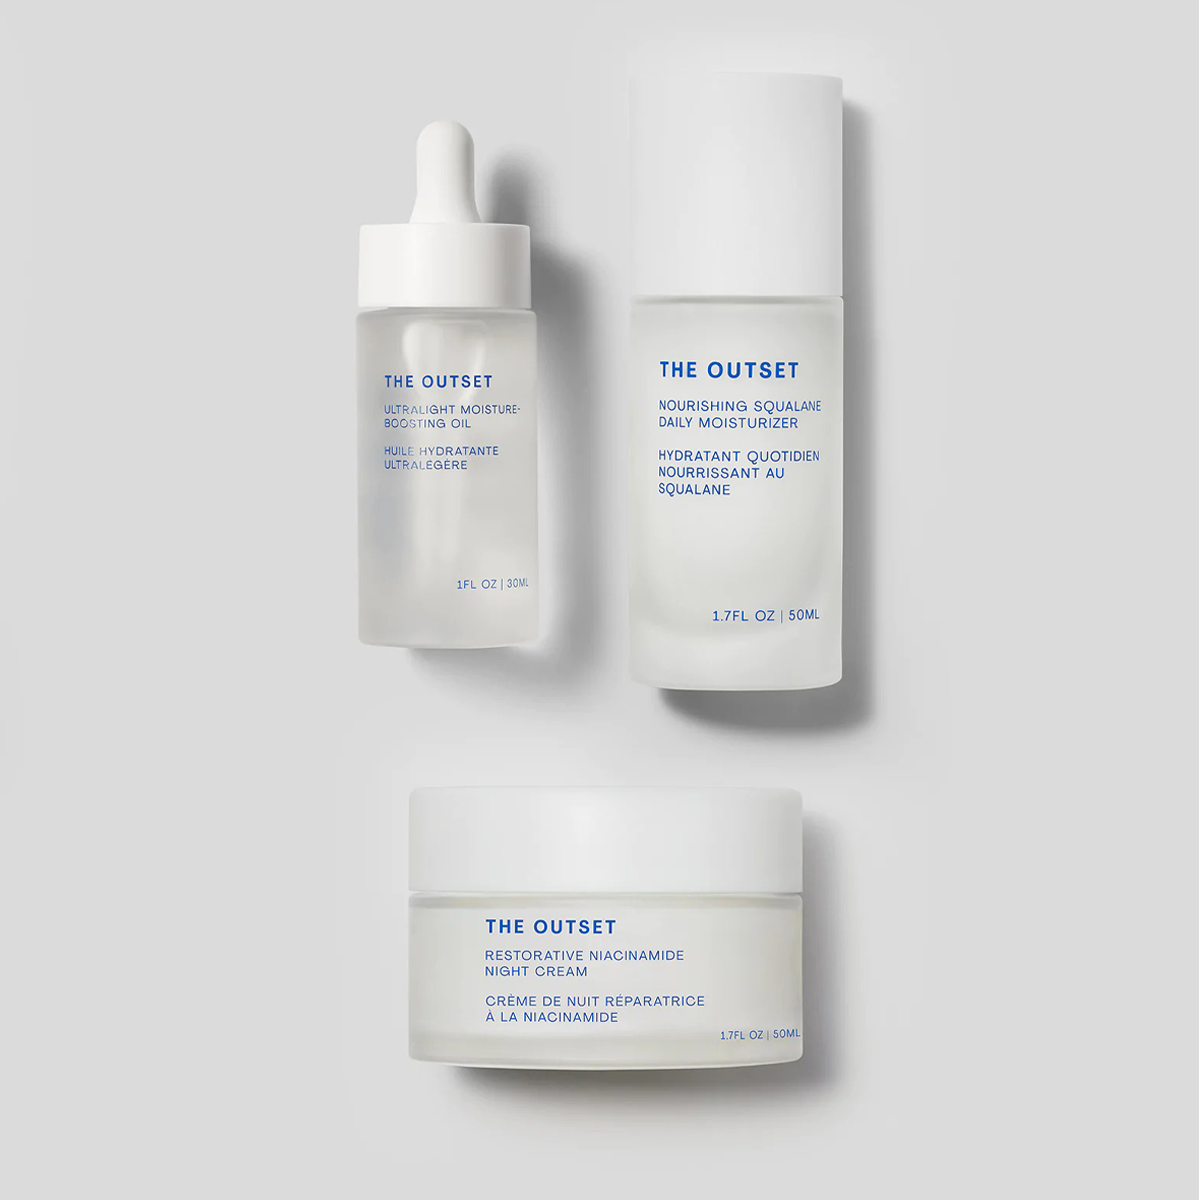 THE OUTSET
ULTRALIGHT MOISTURE-
BOOSTING OIL
HUILE HYDRATANTE
ULTRALÉGÈRE
1FL OZ | 30ML
THE OUTSET
NOURISHING SQUALANE
DAILY MOISTURIZER
HYDRATANT QUOTIDIEN
NOURRISSANT AU
SQUALANE
1.7FL OZ | 50ML
THE OUTSET
RESTORATIVE NIACINAMIDE
NIGHT CREAM
CRÈME DE NUIT RÉPARATRICE
À LA NIACINAMIDE
1.7FL OZ | 50ML